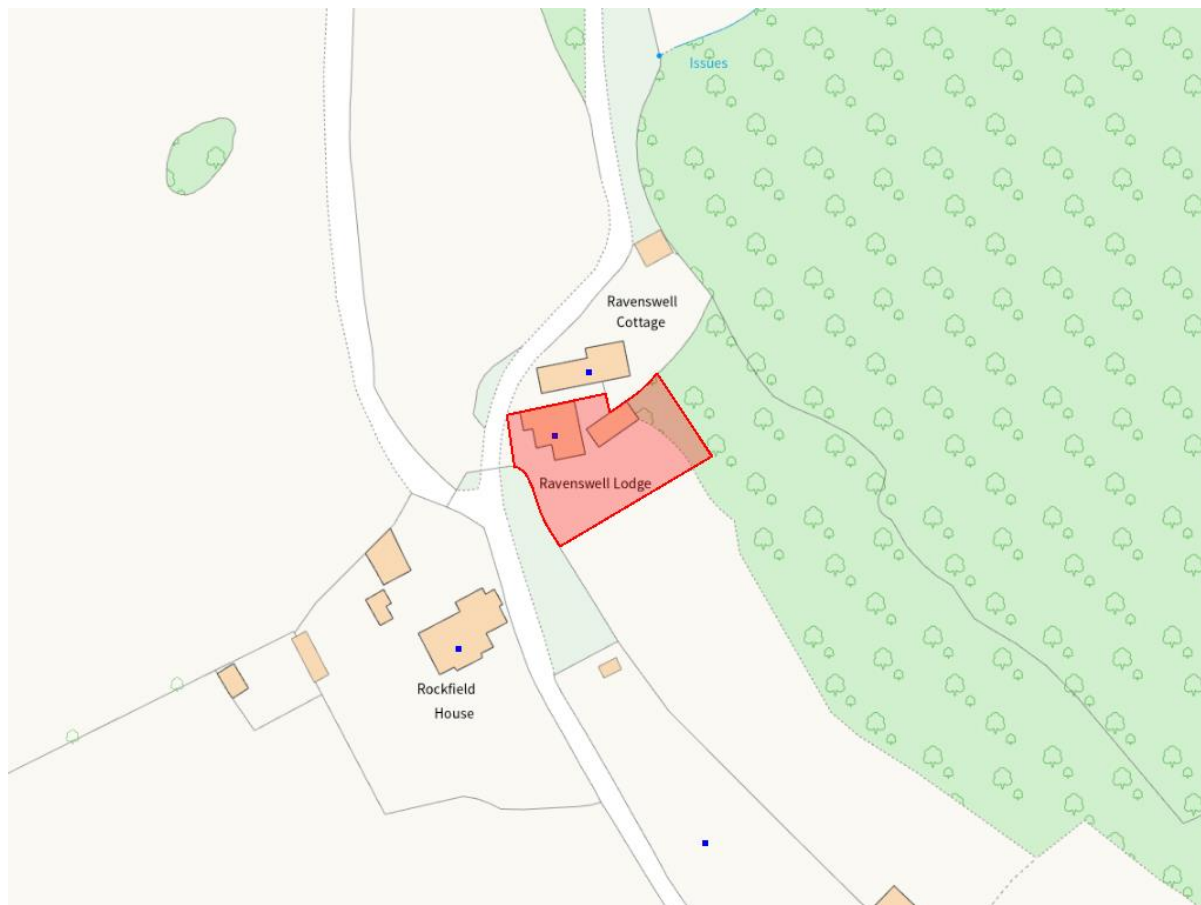 Issues
Ravenswell
Cottage
Ravenswell Lodge
Rockfield
House